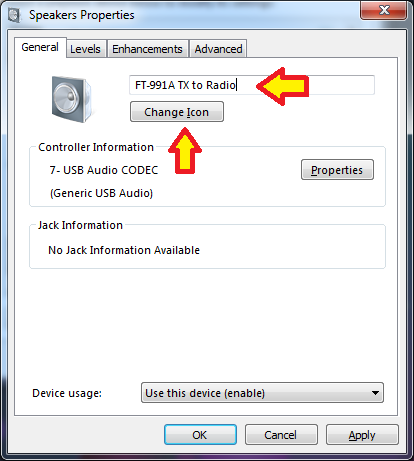 Speakers Properties
General Levels Enhancements Advanced
FT-991A TX to Radio
Change Icon
Controller Information
7- USB Audio CODEC
Properties
(Generic USB Audio)
Jack Information
No Jack Information Available
Device usage: Use this device (enable)
OK Cancel Apply